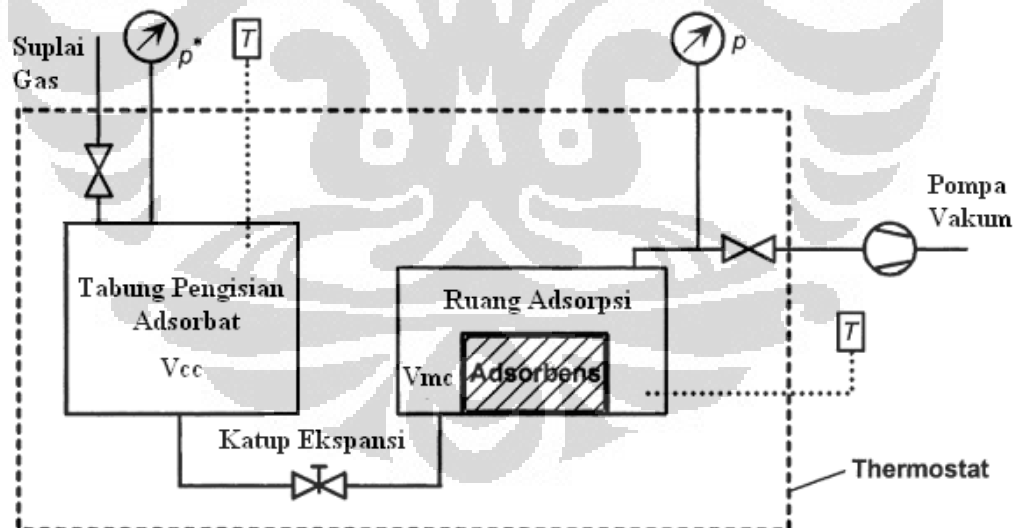 Suplai
Gas
p*
T
p
Pompa
Vakum
Tabung Pengisian
Adsorbat
Vcc
Ruang Adsorpsi
T
Vmc
Adsorbens
Katup Ekspansi
Thermostat